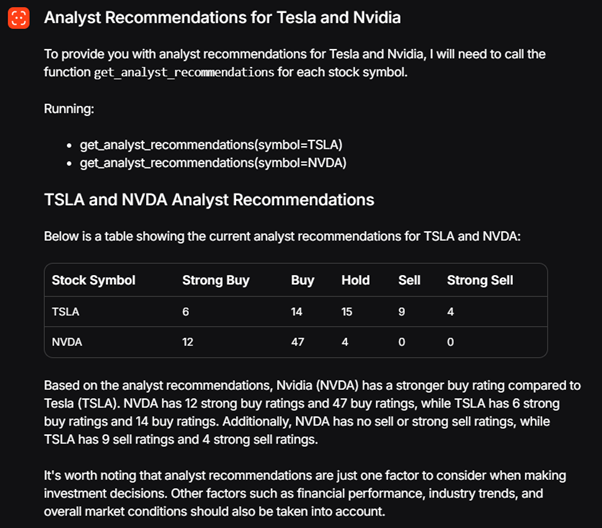 Analyst Recommendations for Tesla and Nvidia
To provide you with analyst recommendations for Tesla and Nvidia, I will need to call the
function get_analyst_recommendations for each stock symbol.
Running:
• get_analyst_recommendations(symbol=TSLA)
• get_analyst_recommendations(symbol=NVDA)
TSLA and NVDA Analyst Recommendations
Below is a table showing the current analyst recommendations for TSLA and NVDA:
Stock Symbol Strong Buy Buy Hold Sell Strong Sell
TSLA 6 14 15 9 4
NVDA 12 47 4 0 0
Based on the analyst recommendations, Nvidia (NVDA) has a stronger buy rating compared to
Tesla (TSLA). NVDA has 12 strong buy ratings and 47 buy ratings, while TSLA has 6 strong
buy ratings and 14 buy ratings. Additionally, NVDA has no sell or strong sell ratings, while
TSLA has 9 sell ratings and 4 strong sell ratings.
It's worth noting that analyst recommendations are just one factor to consider when making
investment decisions. Other factors such as financial performance, industry trends, and
overall market conditions should also be taken into account.